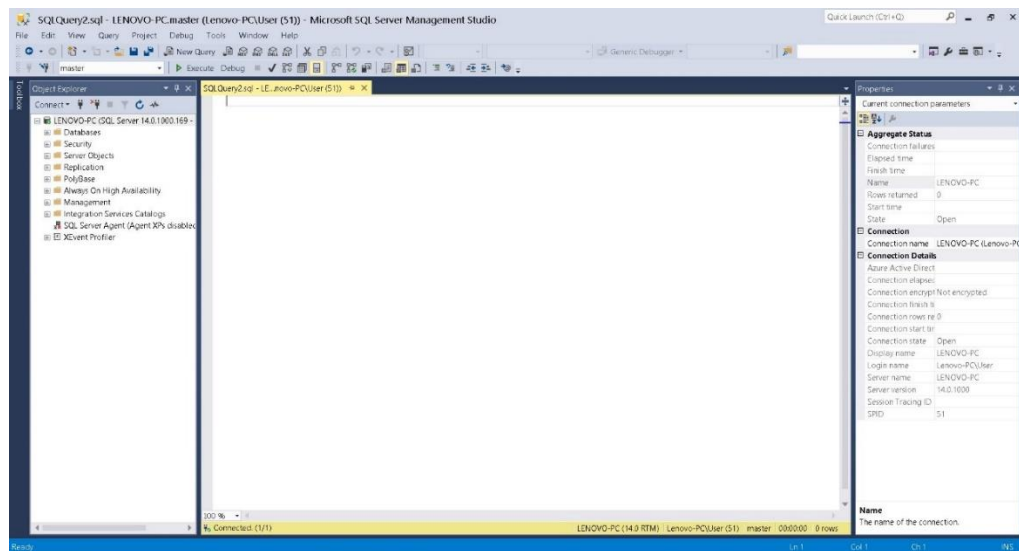 SQLQuery2.sql - LENOVO-PC.master (Lenovo-PC\User (51)) - Microsoft SQL Server Management Studio
Quick Launch (Ctrl+Q)
File Edit View Query Project Debug Tools Window Help
New Query
Generic Debugger
master
Execute Debug
Toolbox
Object Explorer
Connect
LENOVO-PC (SQL Server 14.0.1000.169 -
Databases
Security
Server Objects
Replication
PolyBase
Always On High Availability
Management
Integration Services Catalogs
SQL Server Agent (Agent XPs disabled
XEvent Profiler
SQLQuery2.sql - LE...novo-PC\User (51))
100 %
Connected. (1/1)
LENOVO-PC (14.0 RTM) Lenovo-PC\User (51) master 00:00:00 0 rows
Properties
Current connection parameters
Aggregate Status
Connection failures
Elapsed time
Finish time
Name LENOVO-PC
Rows returned 0
Start time
State Open
Connection
Connection name LENOVO-PC (Lenovo-PC
Connection Details
Azure Active Direct
Connection elapsed
Connection encrypt Not encrypted
Connection finish ti
Connection rows re 0
Connection start tir
Connection state Open
Display name LENOVO-PC
Login name Lenovo-PC\User
Server name LENOVO-PC
Server version 14.0.1000
Session Tracing ID
SPID 51
Name
The name of the connection.
Ready
Ln 1 Col 1 Ch 1 INS